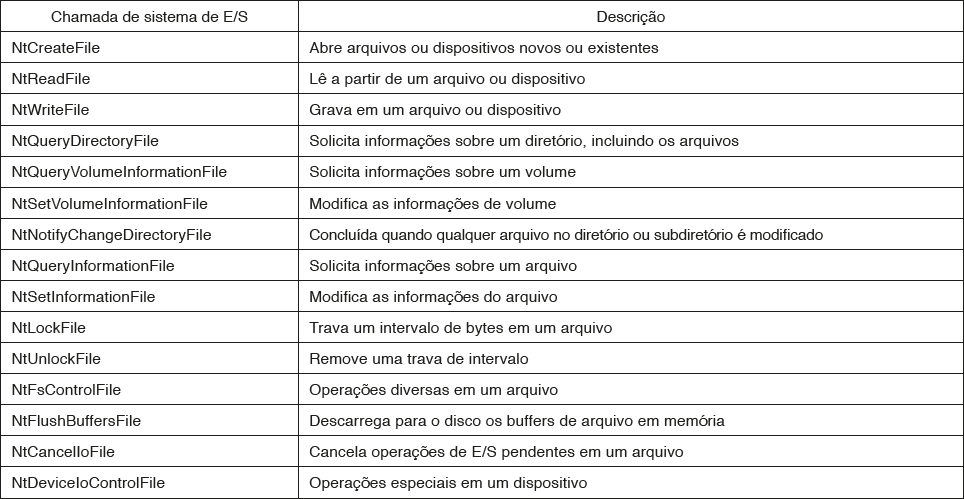 Chamada de sistema de E/S Descrição
NtCreateFile Abre arquivos ou dispositivos novos ou existentes
NtReadFile Lê a partir de um arquivo ou dispositivo
NtWriteFile Grava em um arquivo ou dispositivo
NtQueryDirectoryFile Solicita informações sobre um diretório, incluindo os arquivos
NtQueryVolumeInformationFile Solicita informações sobre um volume
NtSetVolumeInformationFile Modifica as informações de volume
NtNotifyChangeDirectoryFile Concluída quando qualquer arquivo no diretório ou subdiretório é modificado
NtQueryInformationFile Solicita informações sobre um arquivo
NtSetInformationFile Modifica as informações do arquivo
NtLockFile Trava um intervalo de bytes em um arquivo
NtUnlockFile Remove uma trava de intervalo
NtFsControlFile Operações diversas em um arquivo
NtFlushBuffersFile Descarrega para o disco os buffers de arquivo em memória
NtCancelIoFile Cancela operações de E/S pendentes em um arquivo
NtDeviceIoControlFile Operações especiais em um dispositivo